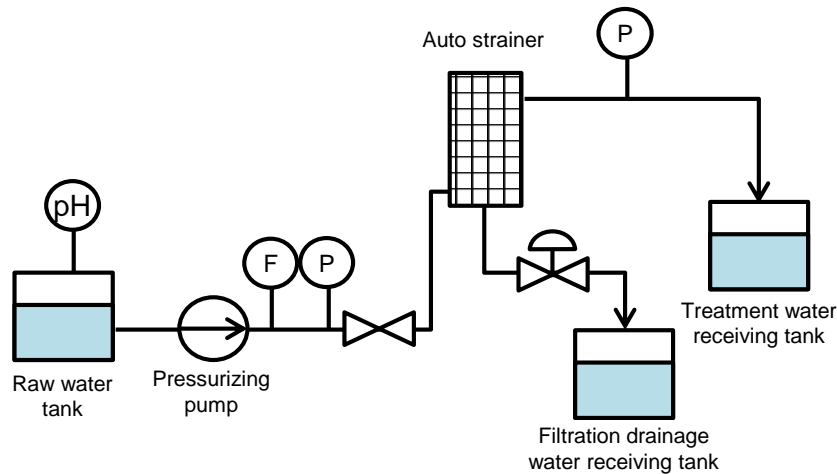 Auto strainer
P
pH
F
P
Raw water
tank
Pressurizing
pump
Treatment water
receiving tank
Filtration drainage
water receiving tank